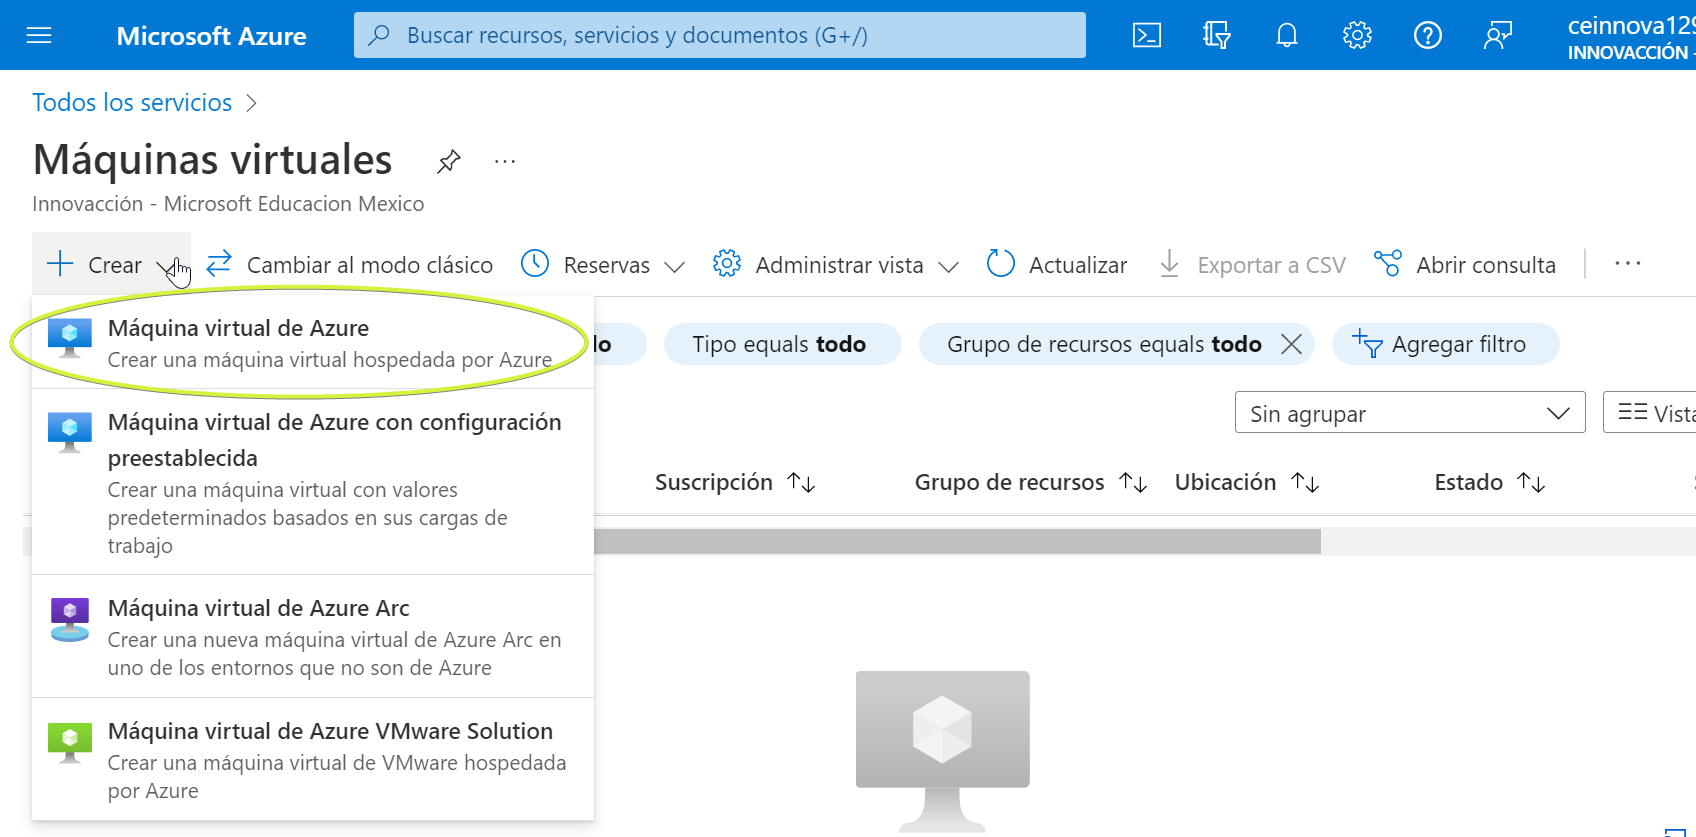 Microsoft Azure
Buscar recursos, servicios y documentos (G+/)
ceinnova129
INNOVACCIÓN -
Todos los servicios
Máquinas virtuales
Innovacción - Microsoft Educacion Mexico
Crear
Cambiar al modo clásico
Reservas
Administrar vista
Actualizar
Exportar a CSV
Abrir consulta
Máquina virtual de Azure
Crear una máquina virtual hospedada por Azure
Máquina virtual de Azure con configuración
preestablecida
Crear una máquina virtual con valores
predeterminados basados en sus cargas de
trabajo
Máquina virtual de Azure Arc
Crear una nueva máquina virtual de Azure Arc en
uno de los entornos que no son de Azure
Máquina virtual de Azure VMware Solution
Crear una máquina virtual de VMware hospedada
por Azure
Tipo equals todo
Grupo de recursos equals todo
Agregar filtro
Sin agrupar
Vista
Suscripción
Grupo de recursos
Ubicación
Estado